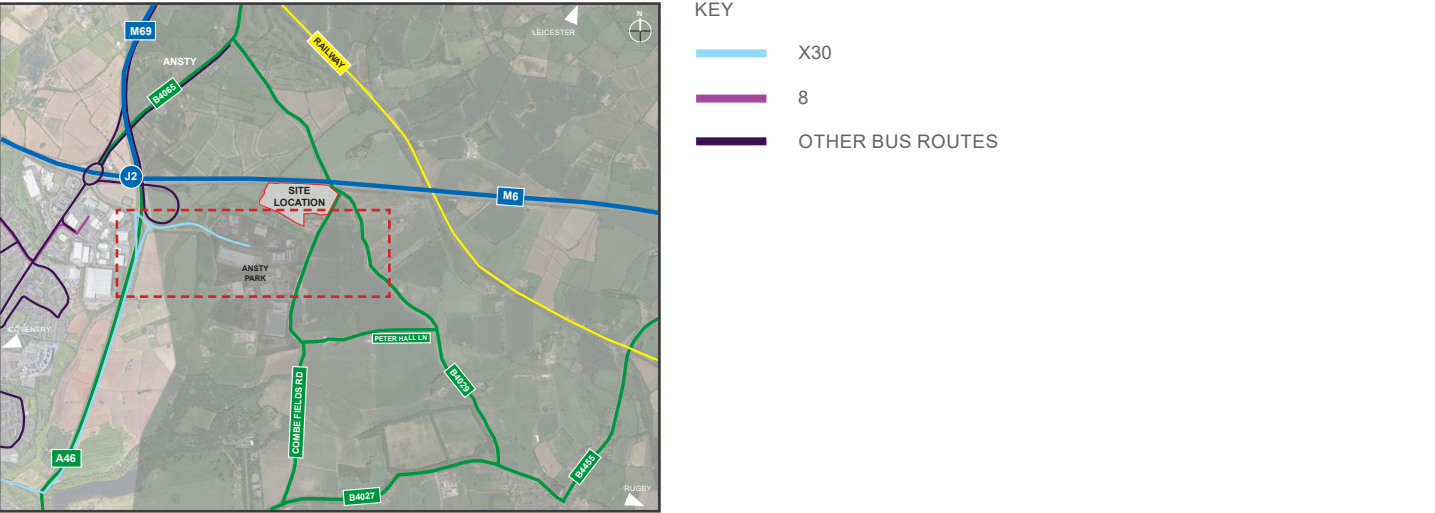 KEY
X30
8
OTHER BUS ROUTES
N
LEICESTER
M69
RAILWAY
ANSTY
B4065
J2
M6
SITE
LOCATION
ANSTY
PARK
COVENTRY
PETER HALL LN
B4029
COMBE FIELDS RD
A46
B4455
B4027
RUGBY